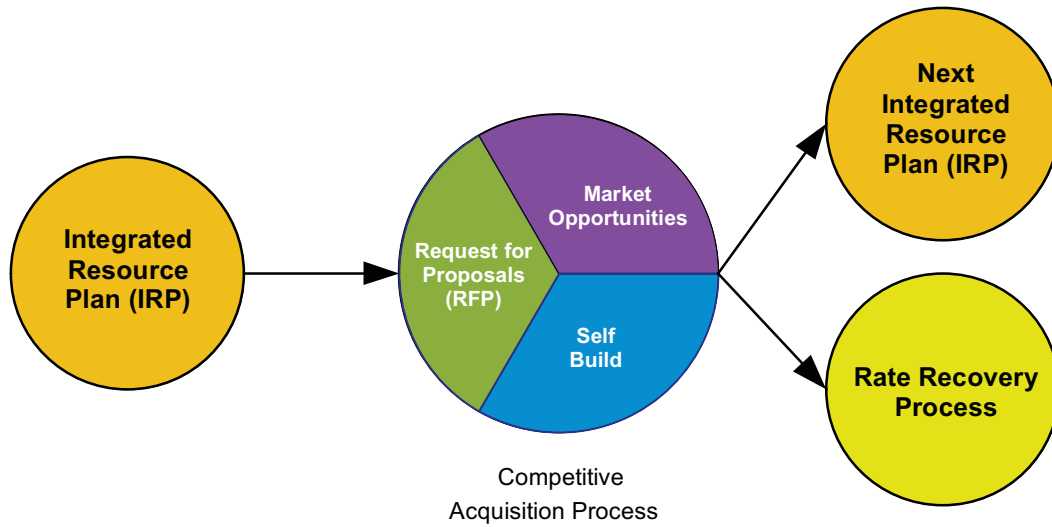 Integrated
Resource
Plan (IRP)
Request for
Proposals
(RFP)
Market
Opportunities
Self
Build
Competitive
Acquisition Process
Next
Integrated
Resource
Plan (IRP)
Rate Recovery
Process